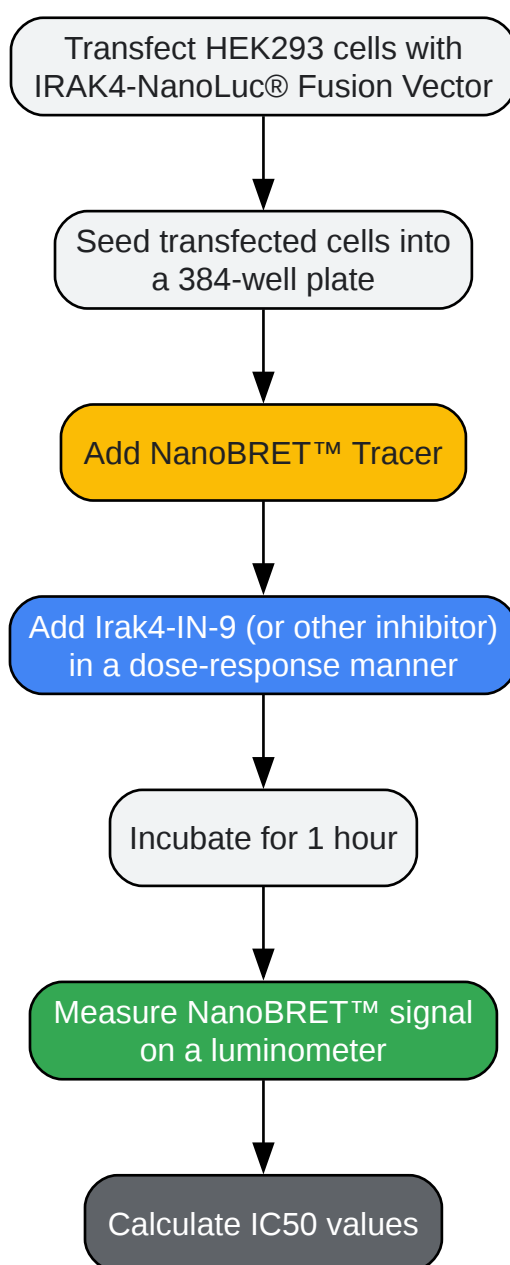 Transfect HEK293 cells with
IRAK4-NanoLuc® Fusion Vector
Seed transfected cells into
a 384-well plate
Add NanoBRET™ Tracer
Add Irak4-IN-9 (or other inhibitor)
in a dose-response manner
Incubate for 1 hour
Measure NanoBRET™ signal
on a luminometer
Calculate IC50 values